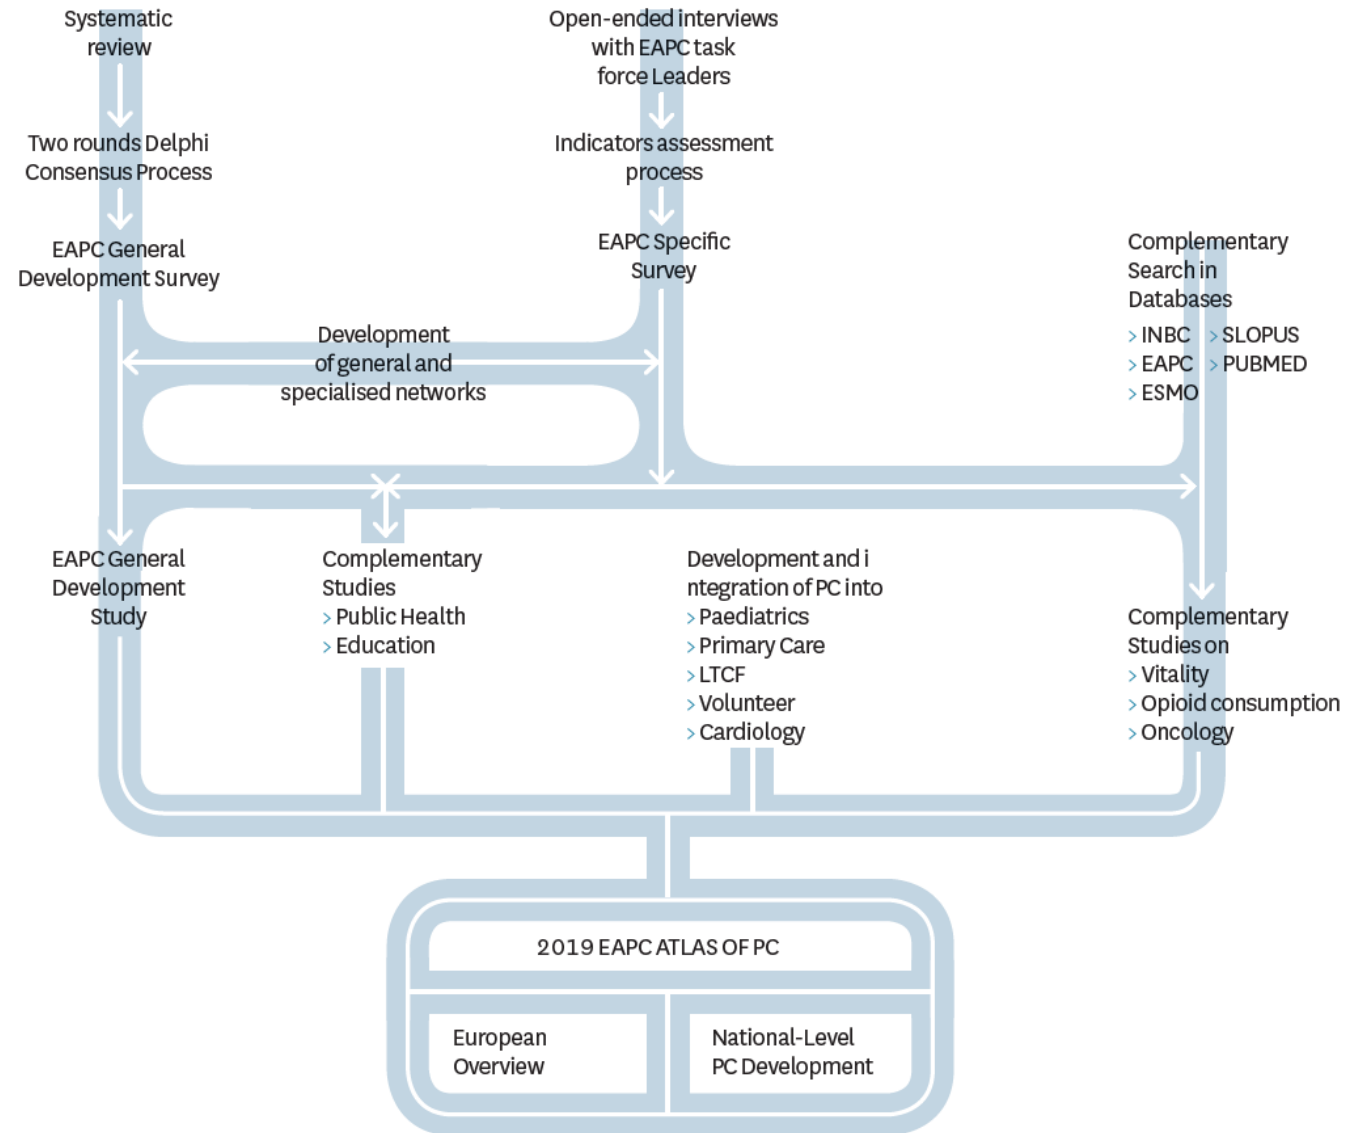 Systematic
review
Open-ended interviews
with EAPC task
force Leaders
Two rounds Delphi
Consensus Process
Indicators assessment
process
EAPC General
Development Survey
EAPC Specific
Survey
Complementary
Search in
Databases
> INBC > SLOPUS
> EAPC > PUBMED
> ESMO
Development
of general and
specialised networks
EAPC General
Development
Study
Complementary
Studies
> Public Health
> Education
Development and i
ntegration of PC into
> Paediatrics
> Primary Care
> LTCF
> Volunteer
> Cardiology
Complementary
Studies on
> Vitality
> Opioid consumption
> Oncology
2019 EAPC ATLAS OF PC
European
Overview
National-Level
PC Development